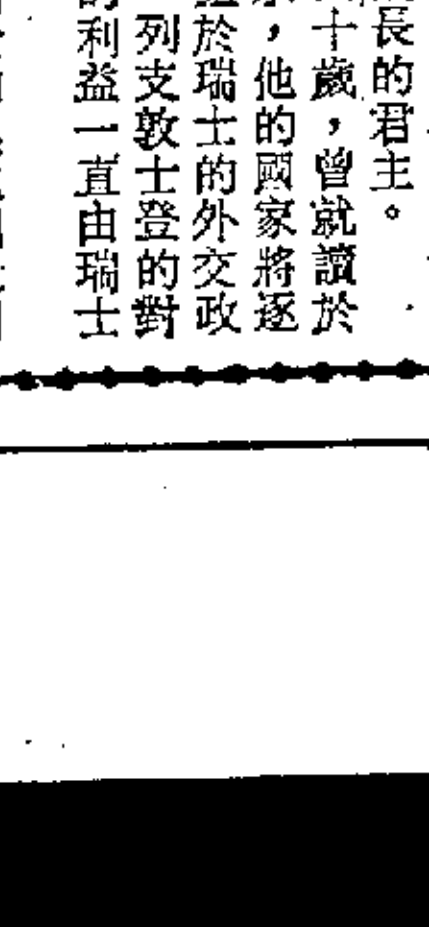 長的君主。
十歲，曾就讀於
，他的國家將逐
於瑞士的外交政
列支敦士登的對
利益一直由瑞士